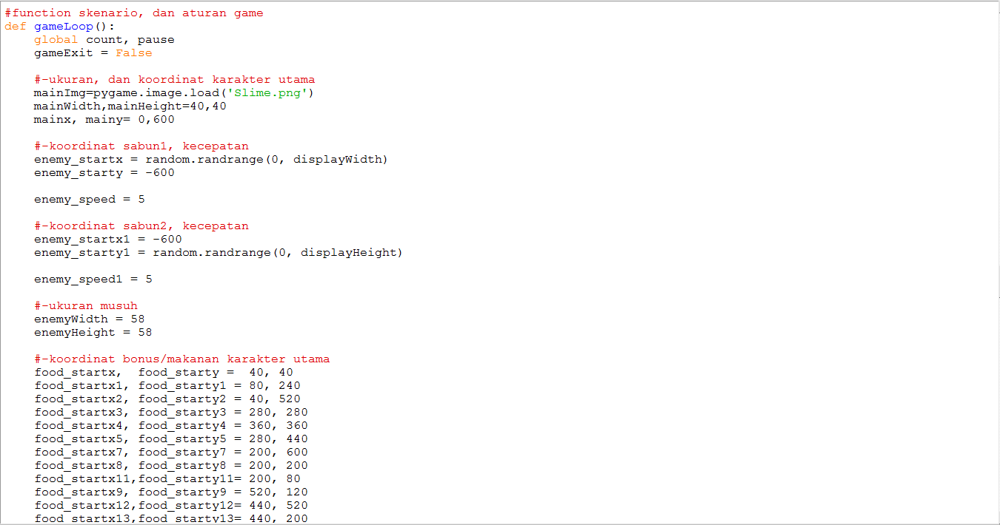 #function skenario, dan aturan game
def gameLoop():
    global count, pause
    gameExit = False

    #-ukuran, dan koordinat karakter utama
    mainImg=pygame.image.load('Slime.png')
    mainWidth,mainHeight=40,40
    mainx, mainy= 0,600

    #-koordinat sabun1, kecepatan
    enemy_startx = random.randrange(0, displayWidth)
    enemy_starty = -600

    enemy_speed = 5

    #-koordinat sabun2, kecepatan
    enemy_startx1 = -600
    enemy_starty1 = random.randrange(0, displayHeight)

    enemy_speed1 = 5

    #-ukuran musuh
    enemyWidth = 58
    enemyHeight = 58

    #-koordinat bonus/makanan karakter utama
    food_startx,  food_starty =  40, 40
    food_startx1, food_starty1 = 80, 240
    food_startx2, food_starty2 = 40, 520
    food_startx3, food_starty3 = 280, 280
    food_startx4, food_starty4 = 360, 360
    food_startx5, food_starty5 = 280, 440
    food_startx7, food_starty7 = 200, 600
    food_startx8, food_starty8 = 200, 200
    food_startx11,food_starty11= 200, 80
    food_startx9, food_starty9 = 520, 120
    food_startx12,food_starty12= 440, 520
    food_startx13,food_starty13= 440, 200